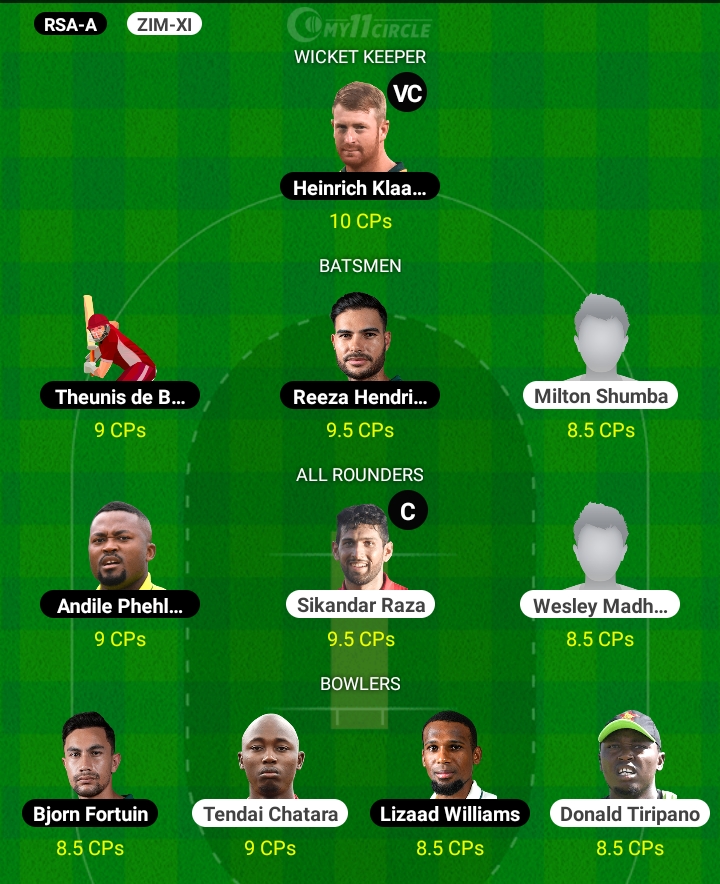 RSA-A ZIM-XI MY11CIRCLE
WICKET KEEPER
VC
Heinrich Klaa...
10 CPs
BATSMEN
Theunis de B... Reeza Hendri... Milton Shumba
9 CPs 9.5 CPs 8.5 CPs
ALL ROUNDERS
C
Andile Phehl... Sikandar Raza Wesley Madh...
9 CPs 9.5 CPs 8.5 CPs
BOWLERS
Bjorn Fortuin Tendai Chatara Lizaad Williams Donald Tiripano
8.5 CPs 9 CPs 8.5 CPs 8.5 CPs